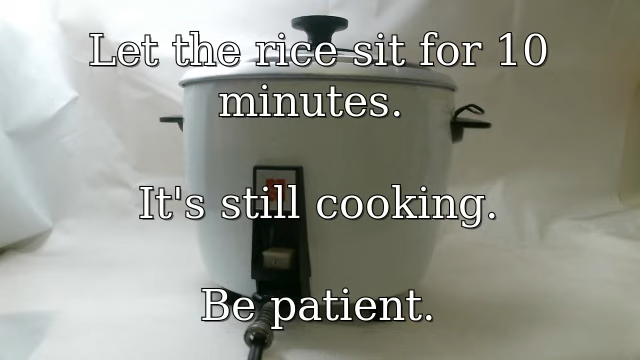 Let the rice sit for 10
minutes.
It's still cooking.
Be patient.